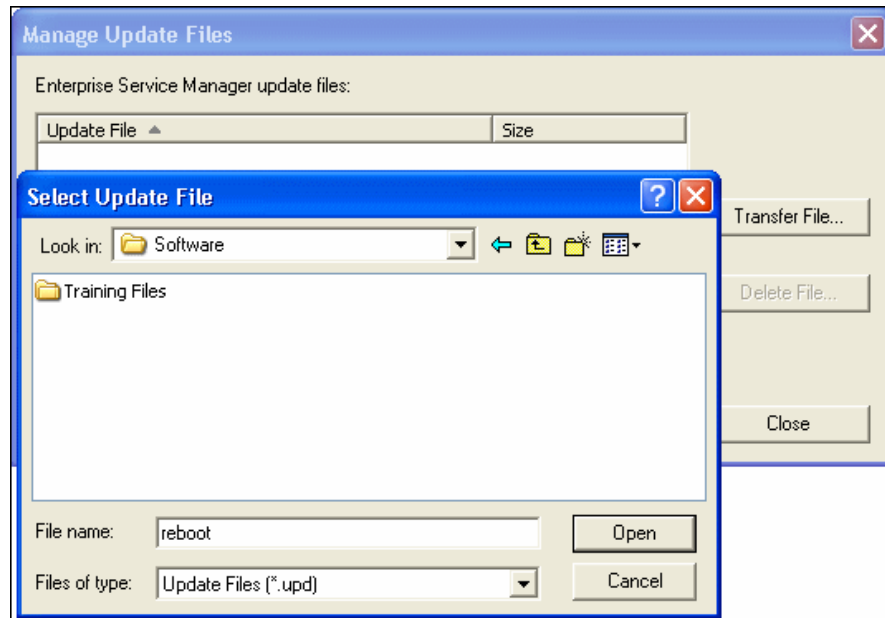 Manage Update Files
Enterprise Service Manager update files:
Update File Size
Select Update File
Transfer File...
Look in: Software
Training Files
Delete File...
Close
File name: reboot
Open
Files of type: Update Files (*.upd)
Cancel